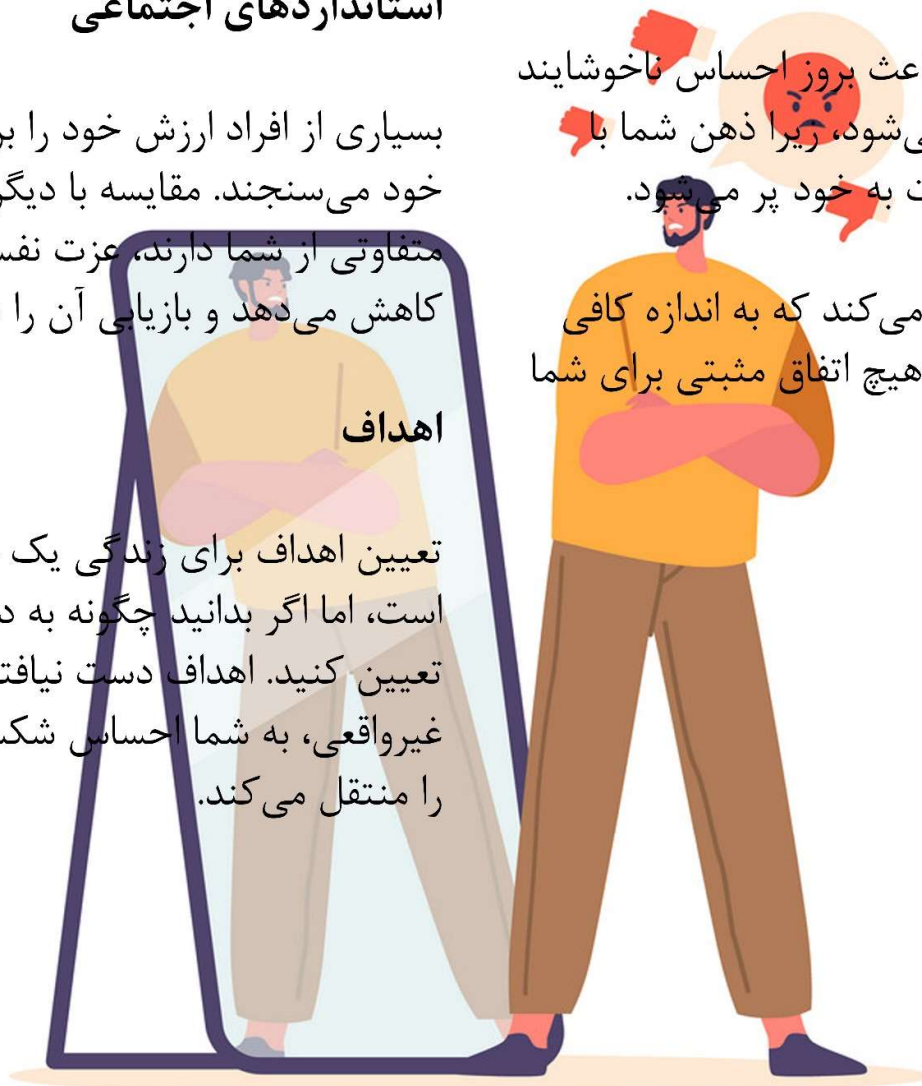 عث بروز احساس ناخوشایند
ی‌شود، زیرا ذهن شما با
ت به خود پر می‌شود.
می‌کند که به اندازه کافی
هیچ اتفاق مثبتی برای شما
استانداردهای اجتماعی
بسیاری از افراد ارزش خود را بر
خود می‌سنجند. مقایسه با دیگر
متفاوتی از شما دارند، عزت نفس
کاهش می‌دهد و بازیابی آن را
اهداف
تعیین اهداف برای زندگی یک
است، اما اگر بدانید چگونه به د
تعیین کنید. اهداف دست نیافت
غیرواقعی، به شما احساس شکس
را منتقل می‌کند.